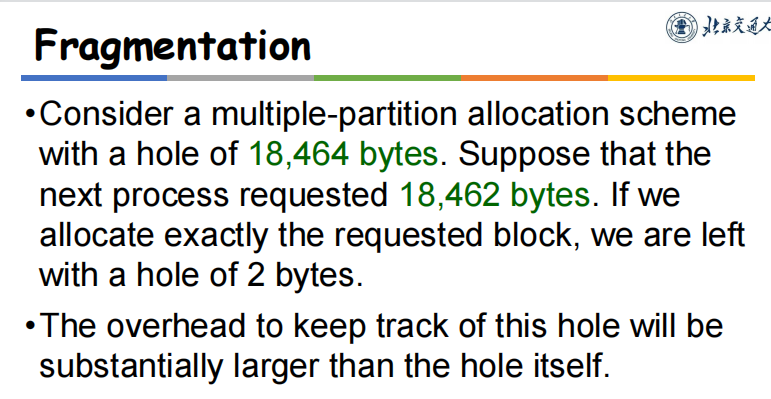 Fragmentation
北京交通大
•Consider a multiple-partition allocation scheme
with a hole of 18,464 bytes. Suppose that the
next process requested 18,462 bytes. If we
allocate exactly the requested block, we are left
with a hole of 2 bytes.
•The overhead to keep track of this hole will be
substantially larger than the hole itself.